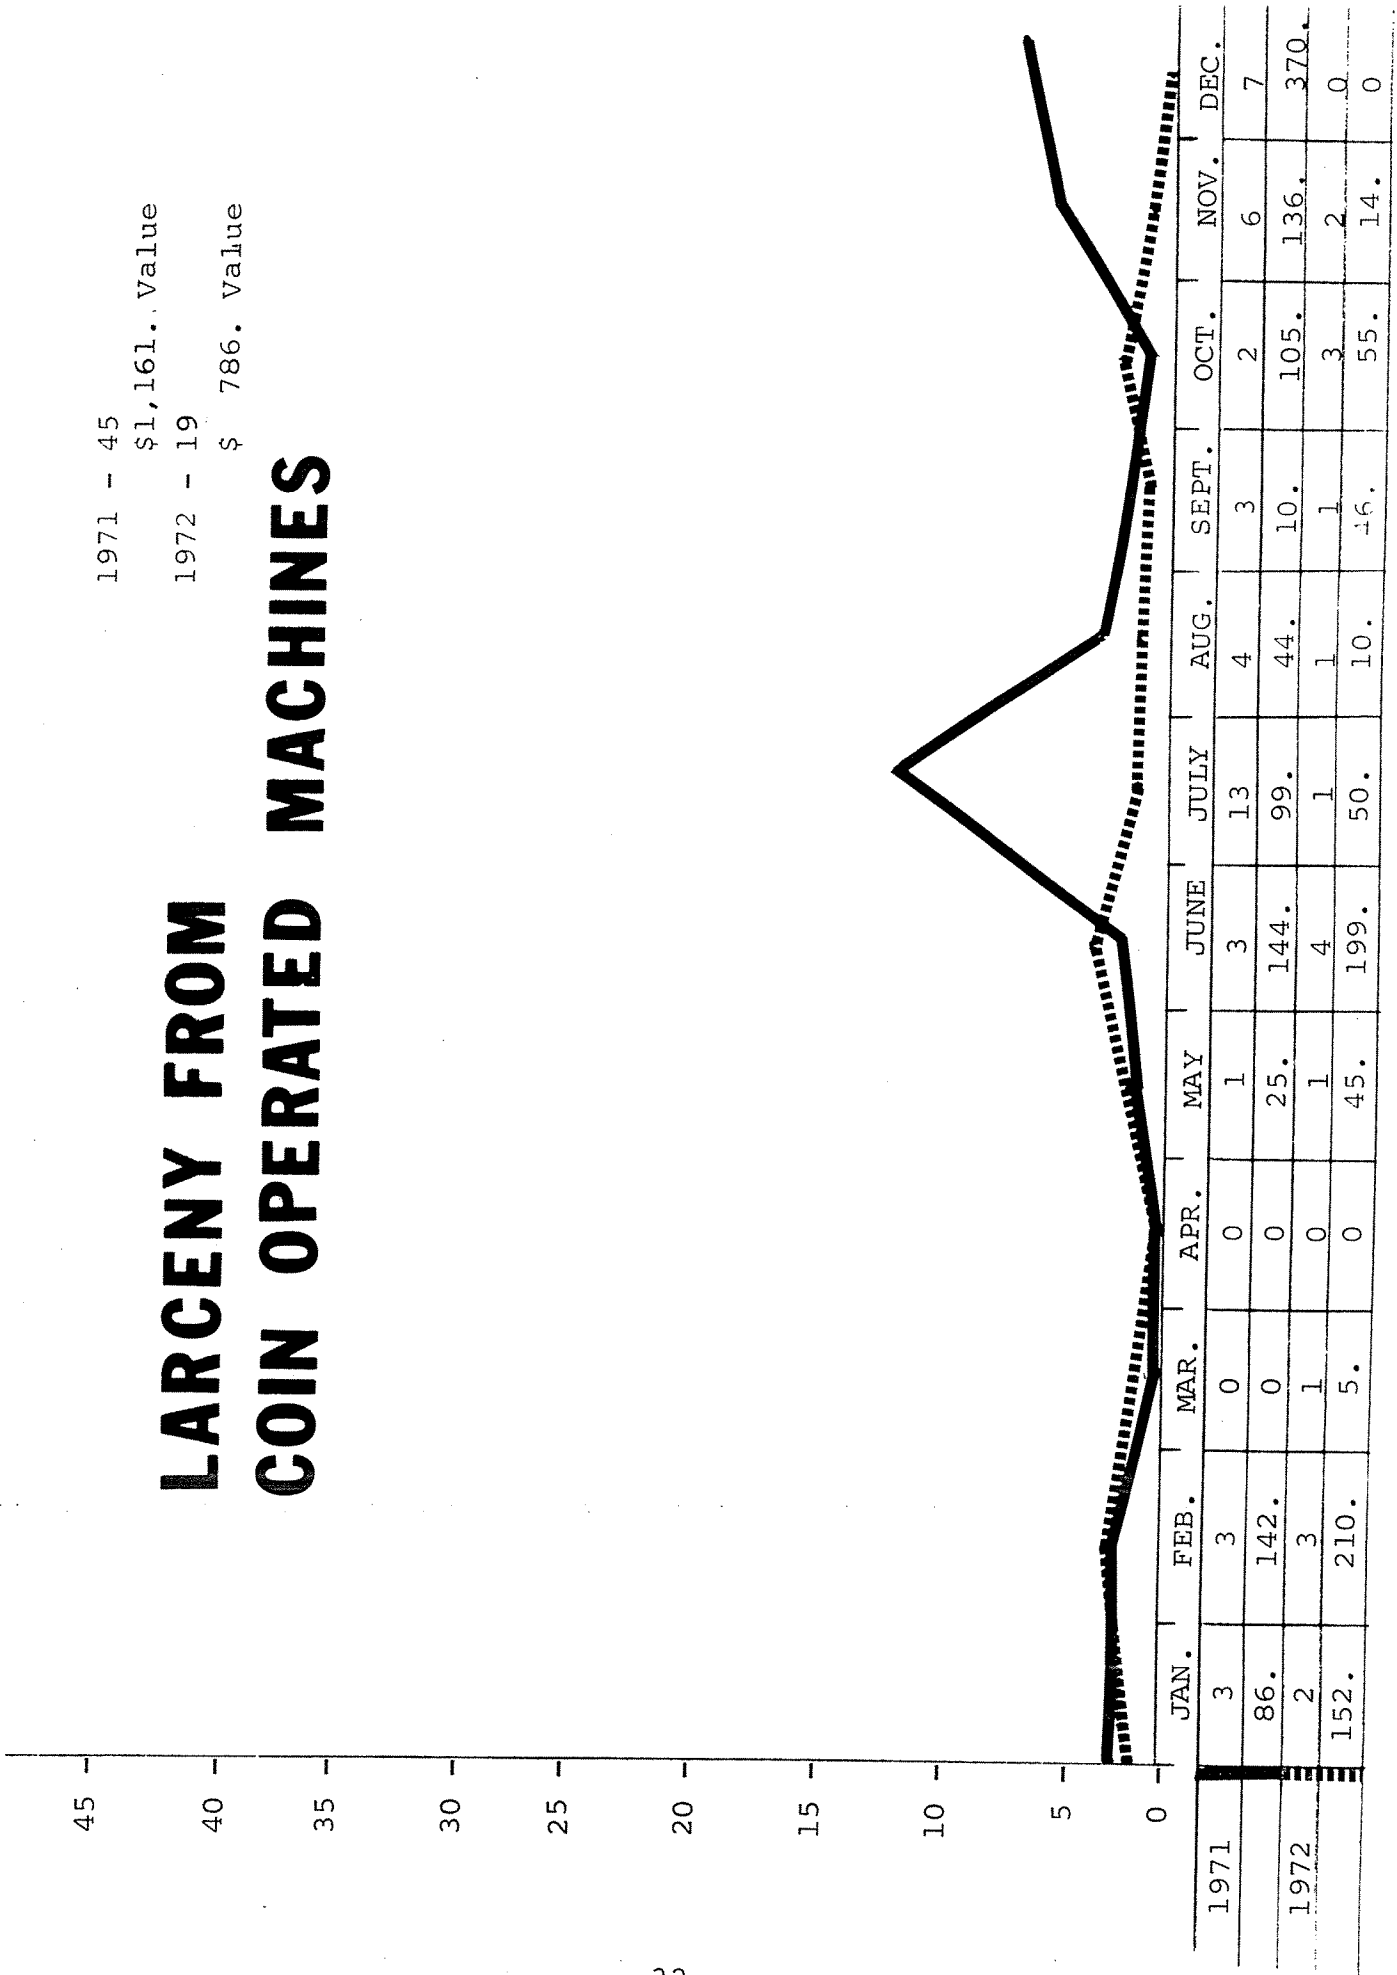 LARCENY FROM
COIN OPERATED MACHINES
1971 - 45
$1,161. Value
1972 - 19
$ 786. Value
45
40
35
30
25
20
15
10
5
0
JAN. FEB. MAR. APR. MAY JUNE JULY AUG. SEPT. OCT. NOV. DEC.
1971 3 3 0 0 1 3 13 4 3 2 6 7
86. 142. 0 0 25. 144. 99. 44. 10. 105. 136. 370.
1972 2 3 1 0 1 4 1 1 1 3 2 0
152. 210. 5. 0 45. 199. 50. 10. 46. 55. 14. 0